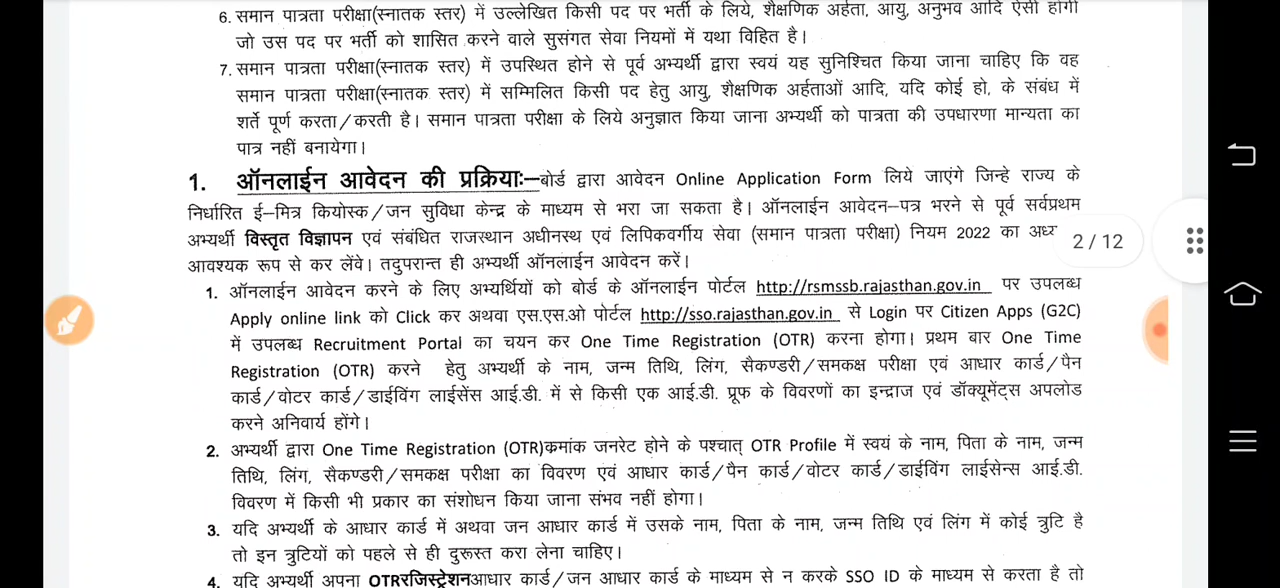 6. समान पात्रता परीक्षा(स्नातक स्तर) में उल्लेखित किसी पद पर भर्ती के लिये, शैक्षणिक अर्हता, आयु, अनुभव आदि ऐसी होगी
जो उस पद पर भर्ती को शासित करने वाले सुसंगत सेवा नियमों में यथा विहित है।
7. समान पात्रता परीक्षा(स्नातक स्तर) में उपस्थित होने से पूर्व अभ्यर्थी द्वारा स्वयं यह सुनिश्चित किया जाना चाहिए कि वह
समान पात्रता परीक्षा(स्नातक स्तर) में सम्मिलित किसी पद हेतु आयु, शैक्षणिक अर्हताओं आदि, यदि कोई हो, के संबंध में
शर्ते पूर्ण करता/करती है। समान पात्रता परीक्षा के लिये अनुज्ञात किया जाना अभ्यर्थी को पात्रता की उपधारणा मान्यता का
पात्र नहीं बनायेगा।
1. ऑनलाईन आवेदन की प्रक्रिया:–बोर्ड द्वारा आवेदन Online Application Form लिये जाएंगे जिन्हे राज्य के
निर्धारित ई–मित्र कियोस्क/जन सुविधा केन्द्र के माध्यम से भरा जा सकता है। ऑनलाईन आवेदन–पत्र भरने से पूर्व सर्वप्रथम
अभ्यर्थी विस्तृत विज्ञापन एवं संबंधित राजस्थान अधीनस्थ एवं लिपिकवर्गीय सेवा (समान पात्रता परीक्षा) नियम 2022 का
2 / 12
आवश्यक रूप से कर लेंवे। तदुपरान्त ही अभ्यर्थी ऑनलाईन आवेदन करें।
1. ऑनलाईन आवेदन करने के लिए अभ्यर्थियों को बोर्ड के ऑनलाईन पोर्टल http://rsmssb.rajasthan.gov.in पर उपलब्ध
Apply online link को Click कर अथवा एस.एस.ओ पोर्टल http://sso.rajasthan.gov.in से Login पर Citizen Apps (G2C)
में उपलब्ध Recruitment Portal का चयन कर One Time Registration (OTR) करना होगा। प्रथम बार One Time
Registration (OTR) करने हेतु अभ्यर्थी के नाम, जन्म तिथि, लिंग, सैकण्डरी/समकक्ष परीक्षा एवं आधार कार्ड/पैन
कार्ड/वोटर कार्ड/डाईविंग लाईसेंस आई.डी. में से किसी एक आई.डी. प्रूफ के विवरणों का इन्द्राज एवं डॉक्यूमेंट्स अपलोड
करने अनिवार्य होंगे।
2. अभ्यर्थी द्वारा One Time Registration (OTR)क्रमांक जनरेट होने के पश्चात् OTR Profile में स्वयं के नाम, पिता के नाम, जन्म
तिथि, लिंग, सैकण्डरी/समकक्ष परीक्षा का विवरण एवं आधार कार्ड/पैन कार्ड/वोटर कार्ड/डाईविंग लाईसेन्स आई.डी.
विवरण में किसी भी प्रकार का संशोधन किया जाना संभव नहीं होगा।
3. यदि अभ्यर्थी के आधार कार्ड में अथवा जन आधार कार्ड में उसके नाम, पिता के नाम, जन्म तिथि एवं लिंग में कोई त्रुटि है
तो इन त्रुटियों को पहले से ही दुरूस्त करा लेना चाहिए।
4. यदि अभ्यर्थी अपना OTRरजिस्ट्रेशनआधार कार्ड/जन आधार कार्ड के माध्यम से न करके SSO ID के माध्यम से करता है तो